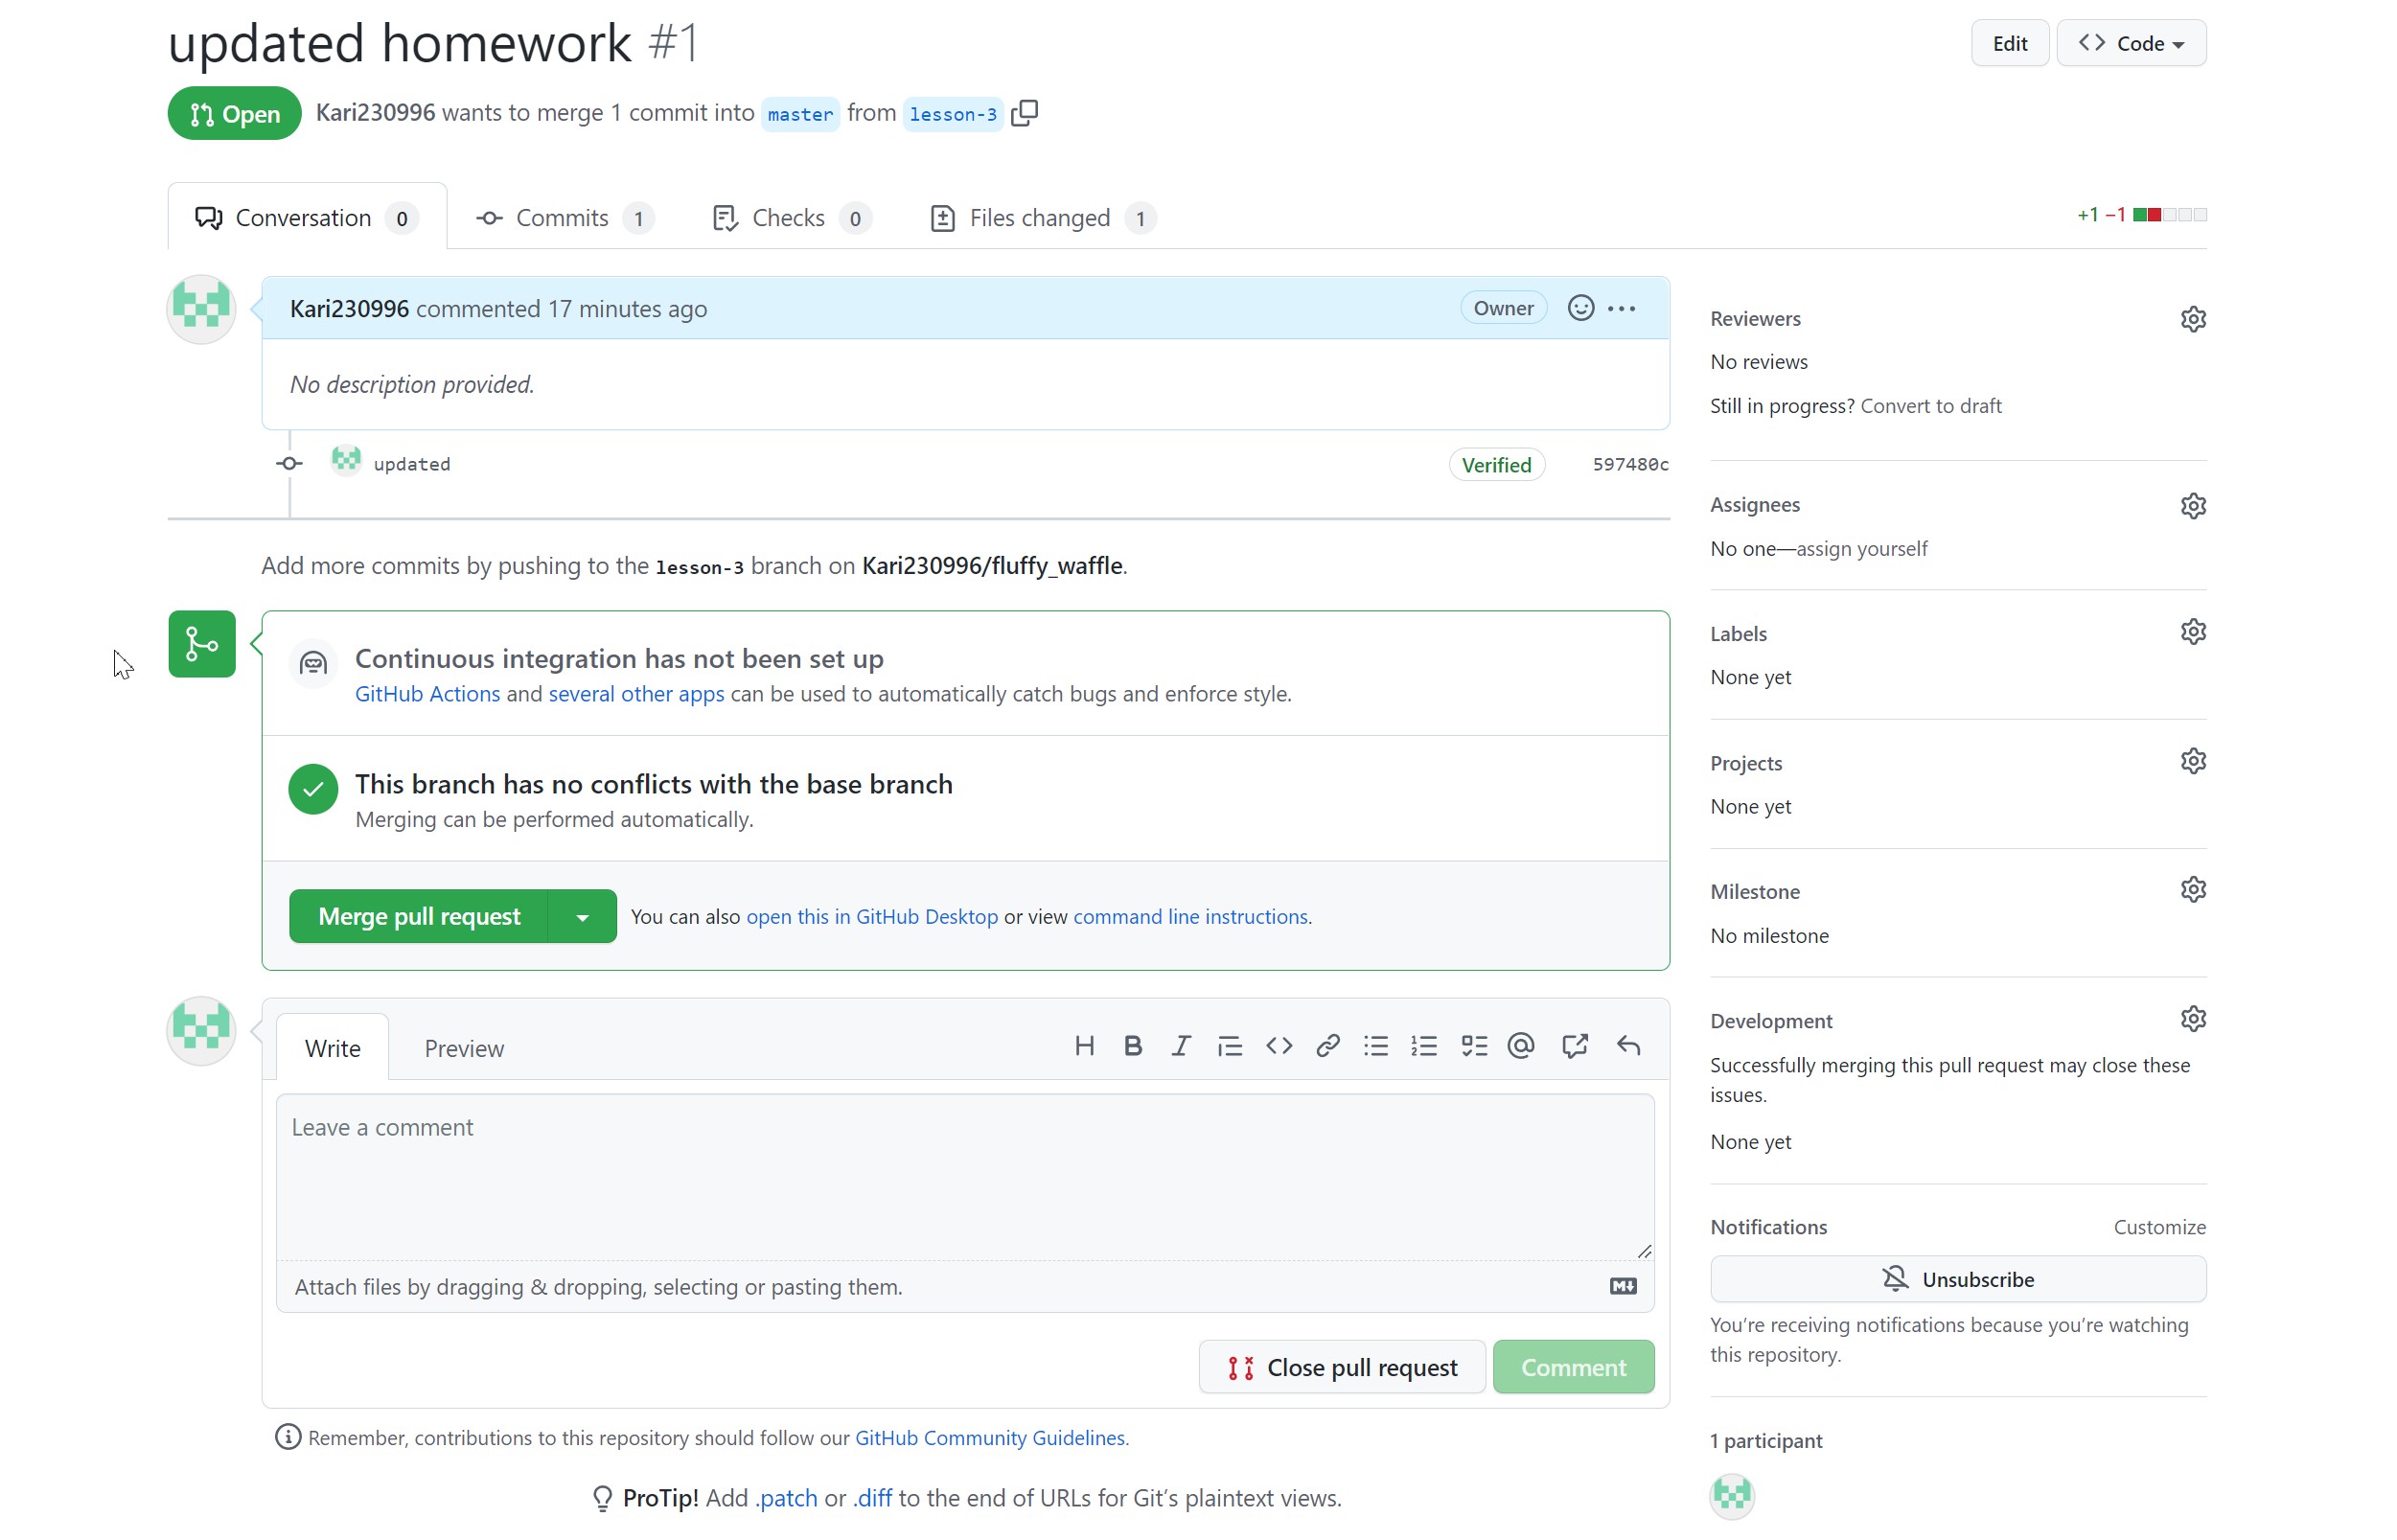 updated homework #1
Edit
Code
Open
Kari230996 wants to merge 1 commit into master from lesson-3
Conversation 0
Commits 1
Checks 0
Files changed 1
+1 −1
Kari230996 commented 17 minutes ago
Owner
No description provided.
updated
Verified
597480c
Add more commits by pushing to the lesson-3 branch on Kari230996/fluffy_waffle.
Continuous integration has not been set up
GitHub Actions and several other apps can be used to automatically catch bugs and enforce style.
This branch has no conflicts with the base branch
Merging can be performed automatically.
Merge pull request
You can also open this in GitHub Desktop or view command line instructions.
Write
Preview
Leave a comment
Attach files by dragging & dropping, selecting or pasting them.
Close pull request
Comment
Remember, contributions to this repository should follow our GitHub Community Guidelines.
ProTip! Add .patch or .diff to the end of URLs for Git’s plaintext views.
Reviewers
No reviews
Still in progress? Convert to draft
Assignees
No one—assign yourself
Labels
None yet
Projects
None yet
Milestone
No milestone
Development
Successfully merging this pull request may close these
issues.
None yet
Notifications
Customize
Unsubscribe
You’re receiving notifications because you’re watching
this repository.
1 participant